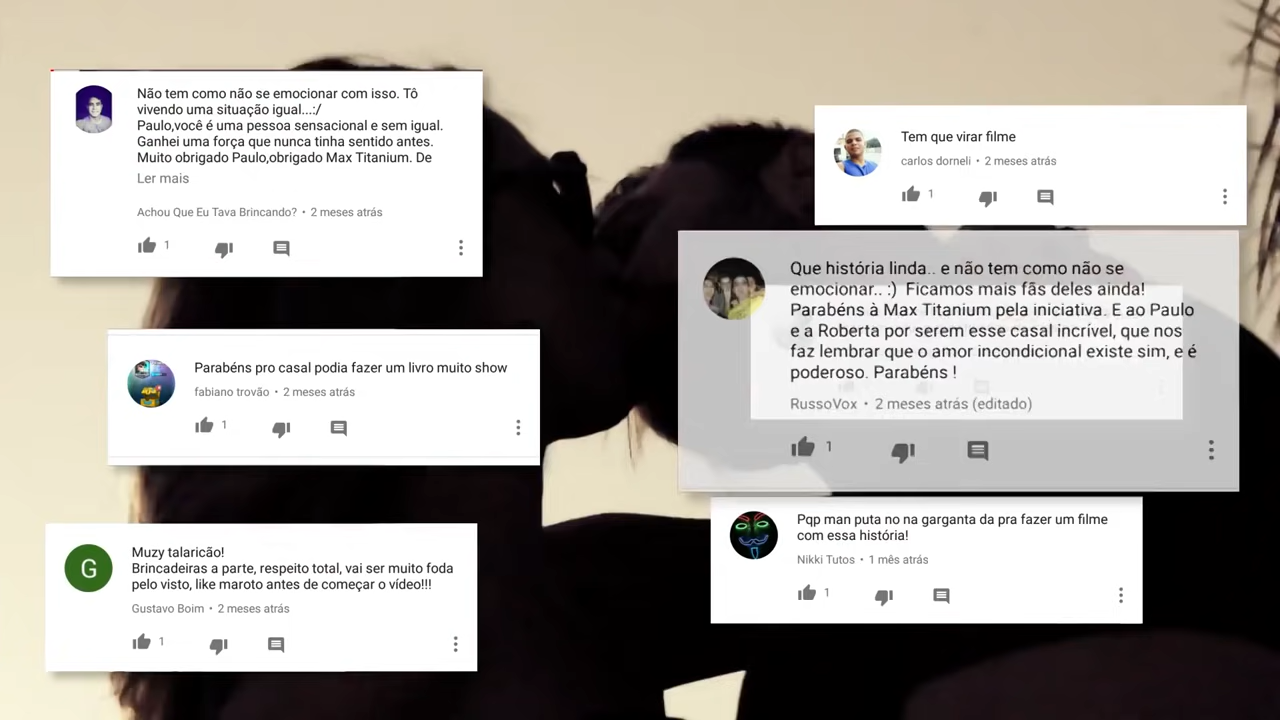 Não tem como não se emocionar com isso. Tô
vivendo uma situação igual...:/
Paulo,você é uma pessoa sensacional e sem igual.
Ganhei uma força que nunca tinha sentido antes.
Muito obrigado Paulo,obrigado Max Titanium. De
Ler mais
Achou Que Eu Tava Brincando? • 2 meses atrás
1
Parabéns pro casal podia fazer um livro muito show
fabiano trovão • 2 meses atrás
1
G
Muzy talaricão!
Brincadeiras a parte, respeito total, vai ser muito foda
pelo visto, like maroto antes de começar o vídeo!!!
Gustavo Boim • 2 meses atrás
1
Tem que virar filme
carlos dorneli • 2 meses atrás
1
Que história linda.. e não tem como não se
emocionar.. :) Ficamos mais fãs deles ainda!
Parabéns à Max Titanium pela iniciativa. E ao Paulo
e a Roberta por serem esse casal incrível, que nos
faz lembrar que o amor incondicional existe sim, e é
poderoso. Parabéns !
RussoVox • 2 meses atrás (editado)
1
Pqp man puta no na garganta da pra fazer um filme
com essa história!
Nikki Tutos • 1 mês atrás
1